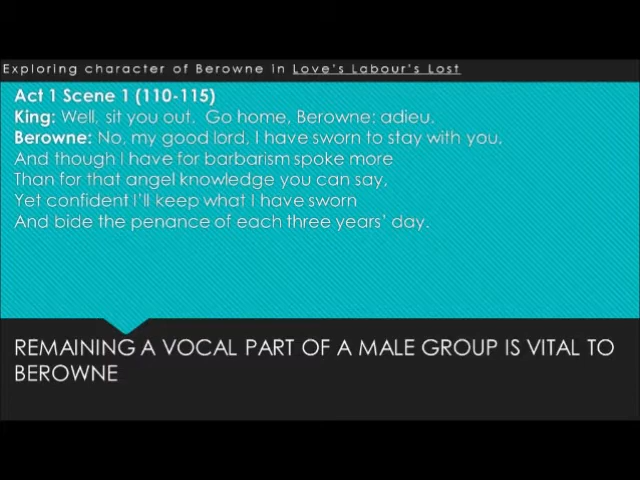 Exploring character of Berowne in Love's Labour's Lost
Act 1 Scene 1 (110-115)
King: Well, sit you out. Go home, Berowne: adieu.
Berowne: No, my good lord, I have sworn to stay with you.
And though I have for barbarism spoke more
Than for that angel knowledge you can say,
Yet confident I'll keep what I have sworn
And bide the penance of each three years' day.
REMAINING A VOCAL PART OF A MALE GROUP IS VITAL TO
BEROWNE